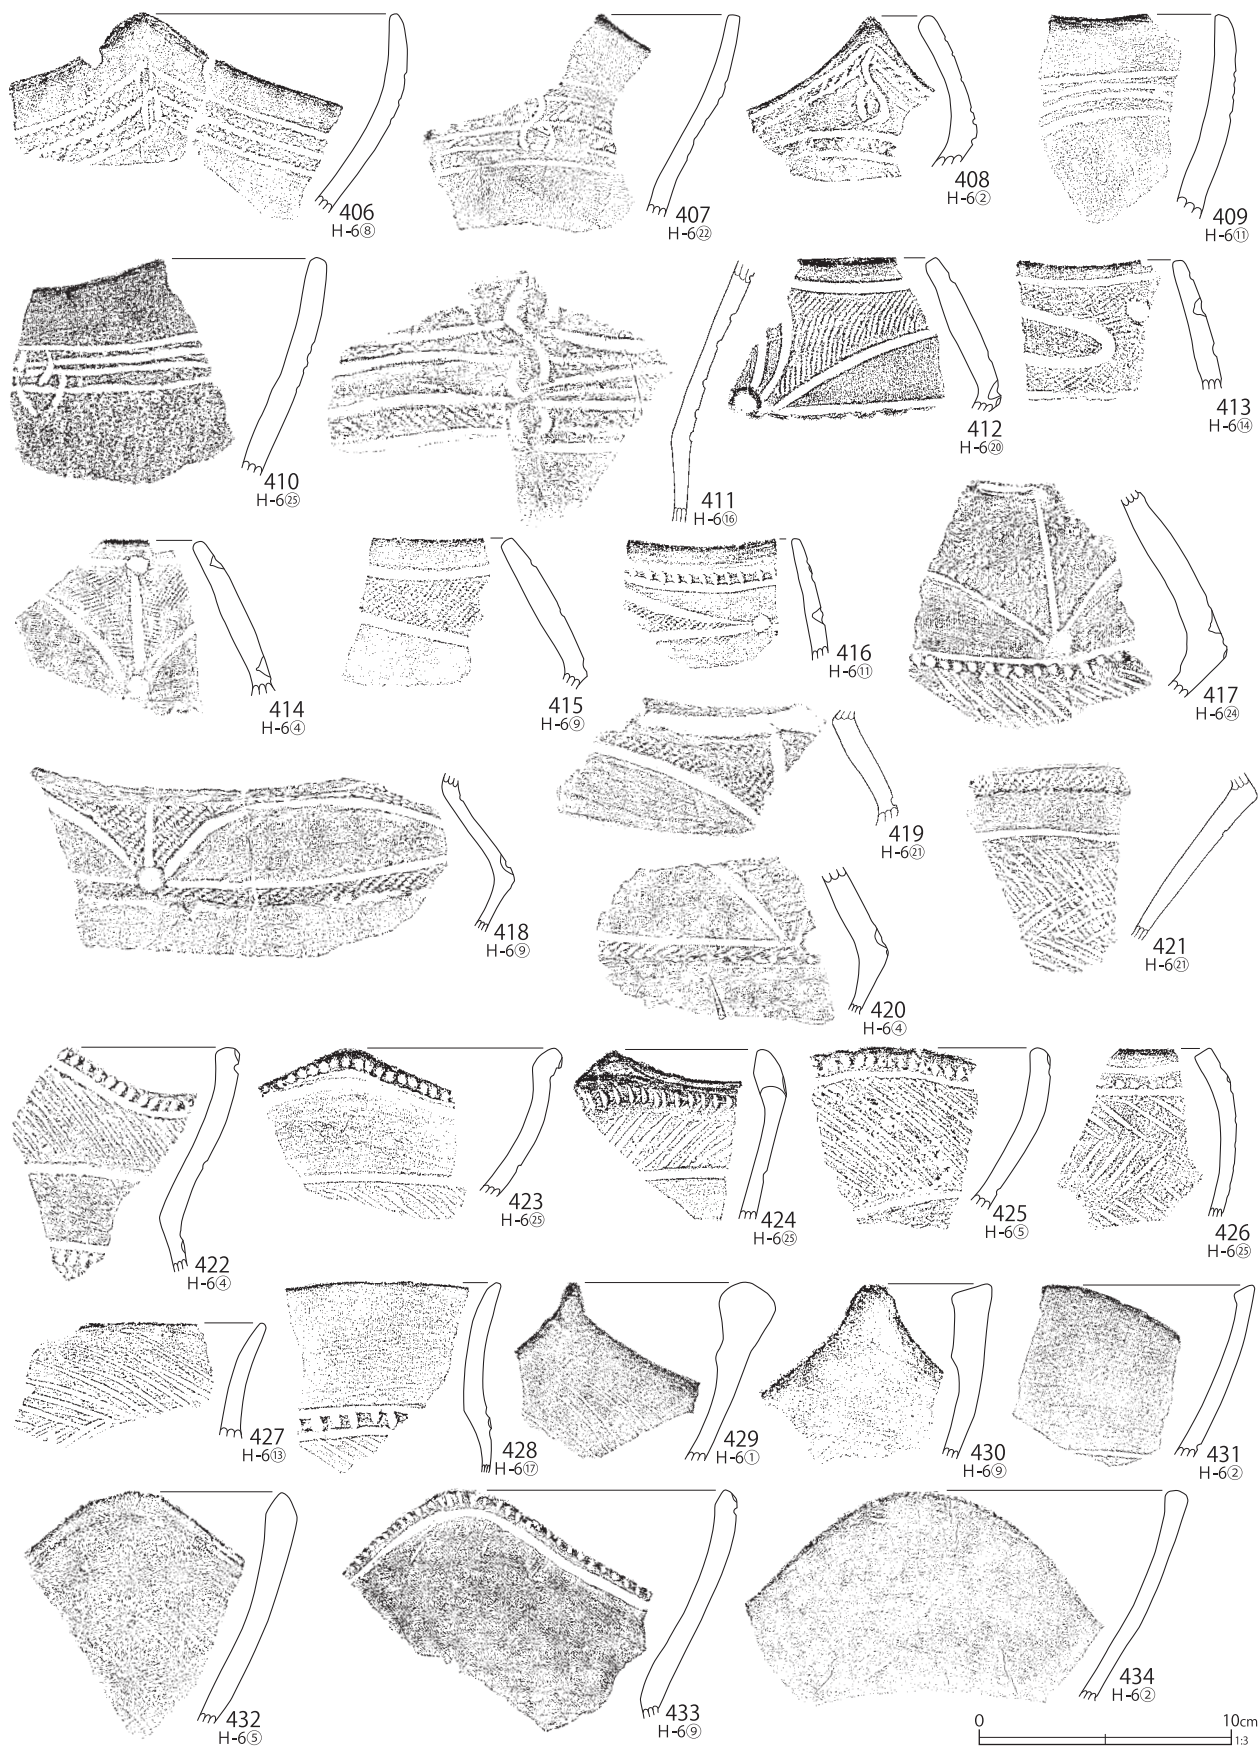 406
H-6⑧
407
H-6㉒
408
H-6②
409
H-6⑪
410
H-6㉕
411
H-6⑯
412
H-6⑳
413
H-6⑭
414
H-6④
415
H-6⑨
416
H-6⑪
417
H-6㉔
418
H-6⑨
419
H-6㉑
420
H-6④
421
H-6㉑
422
H-6④
423
H-6㉕
424
H-6㉕
425
H-6⑤
426
H-6㉕
427
H-6⑬
428
H-6⑰
429
H-6①
430
H-6⑨
431
H-6②
432
H-6⑤
433
H-6⑨
434
H-6②
0 10cm
1:3